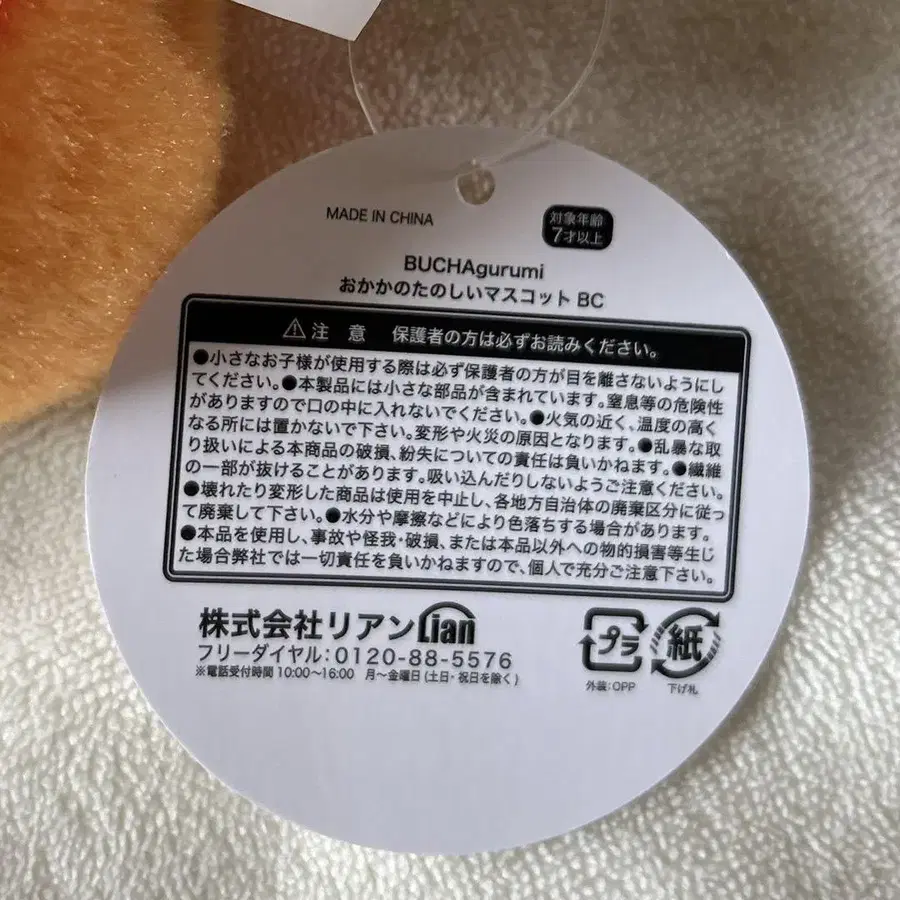 MADE IN CHINA
対象年齢
7才以上
BUCHAgurumi
おかかのたのしいマスコット BC
⚠注 意 保護者の方は必ずお読みください。
●小さなお子様が使用する際は必ず保護者の方が目を離さないようにし
てください。●本製品には小さな部品が含まれています。窒息等の危険性
がありますので口の中に入れないでください。●火気の近く、温度の高く
なる所には置かないで下さい。変形や火災の原因となります。●乱暴な取
り扱いによる本商品の破損、紛失についての責任は負いかねます。●繊維
の一部が抜けることがあります。吸い込んだりしないようご注意ください。
●壊れたり変形した商品は使用を中止し、各地方自治体の廃棄区分に従っ
て廃棄して下さい。●水分や摩擦などにより色落ちする場合があります。
●本品を使用し、事故や怪我・破損、または本品以外への物的損害等生じ
た場合弊社では一切責任を負いかねますので、個人で充分ご注意下さい。
株式会社リアン Lian
フリーダイヤル:0120-88-5576
※電話受付時間 10:00~16:00 月~金曜日(土日・祝日を除く)
プラ
外装:OPP
紙
下げ札